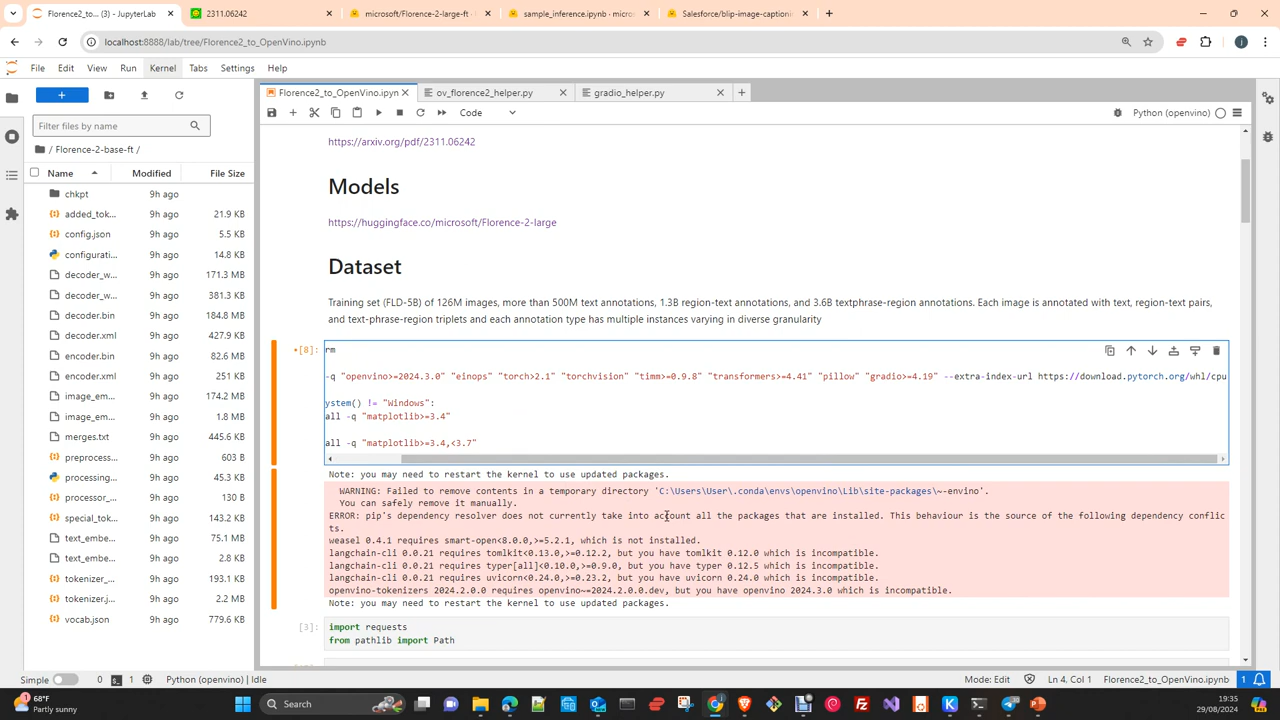 Florence2_to_... (3) - JupyterLab
2311.06242
microsoft/Florence-2-large-ft
sample_inference.ipynb · micros
Salesforce/blip-image-captionin
localhost:8888/lab/tree/Florence2_to_OpenVino.ipynb
File Edit View Run Kernel Tabs Settings Help
Filter files by name
/ Florence-2-base-ft /
Name Modified File Size
chkpt 9h ago
added_tok... 9h ago 21.9 KB
config.json 9h ago 5.5 KB
configurati... 9h ago 14.8 KB
decoder_w... 9h ago 171.3 MB
decoder_w... 9h ago 381.3 KB
decoder.bin 9h ago 184.8 MB
decoder.xml 9h ago 427.9 KB
encoder.bin 9h ago 82.6 MB
encoder.xml 9h ago 251 KB
image_em... 9h ago 174.2 MB
image_em... 9h ago 1.8 MB
merges.txt 9h ago 445.6 KB
preprocess... 9h ago 603 B
processing... 9h ago 45.3 KB
processor_... 9h ago 130 B
special_tok... 9h ago 143.2 KB
text_embe... 9h ago 75.1 MB
text_embe... 9h ago 2.8 KB
tokenizer_... 9h ago 193.1 KB
tokenizer.j... 9h ago 2.2 MB
vocab.json 9h ago 779.6 KB
Florence2_to_OpenVino.ipyn
ov_florence2_helper.py
gradio_helper.py
Code
Python (openvino)
https://arxiv.org/pdf/2311.06242
Models
https://huggingface.co/microsoft/Florence-2-large
Dataset
Training set (FLD-5B) of 126M images, more than 500M text annotations, 1.3B region-text annotations, and 3.6B textphrase-region annotations. Each image is annotated with text, region-text pairs,
and text-phrase-region triplets and each annotation type has multiple instances varying in diverse granularity
[8]:
rm
-q "openvino>=2024.3.0" "einops" "torch>2.1" "torchvision" "timm>=0.9.8" "transformers>=4.41" "pillow" "gradio>=4.19" --extra-index-url https://download.pytorch.org/whl/cpu
ystem() != "Windows":
all -q "matplotlib>=3.4"
all -q "matplotlib>=3.4,<3.7"
Note: you may need to restart the kernel to use updated packages.
WARNING: Failed to remove contents in a temporary directory 'C:\Users\User\.conda\envs\openvino\Lib\site-packages\~-envino'.
You can safely remove it manually.
ERROR: pip's dependency resolver does not currently take into account all the packages that are installed. This behaviour is the source of the following dependency conflic
ts.
weasel 0.4.1 requires smart-open<8.0.0,>=5.2.1, which is not installed.
langchain-cli 0.0.21 requires tomlkit<0.13.0,>=0.12.2, but you have tomlkit 0.12.0 which is incompatible.
langchain-cli 0.0.21 requires typer[all]<0.10.0,>=0.9.0, but you have typer 0.12.5 which is incompatible.
langchain-cli 0.0.21 requires uvicorn<0.24.0,>=0.23.2, but you have uvicorn 0.24.0 which is incompatible.
openvino-tokenizers 2024.2.0.0 requires openvino~=2024.2.0.0.dev, but you have openvino 2024.3.0 which is incompatible.
Note: you may need to restart the kernel to use updated packages.
[3]:
import requests
from pathlib import Path
Simple 0 1 Python (openvino) | Idle
Mode: Edit Ln 4, Col 1 Florence2_to_OpenVino.ipynb 1
68°F
Partly sunny
Search
19:35
29/08/2024